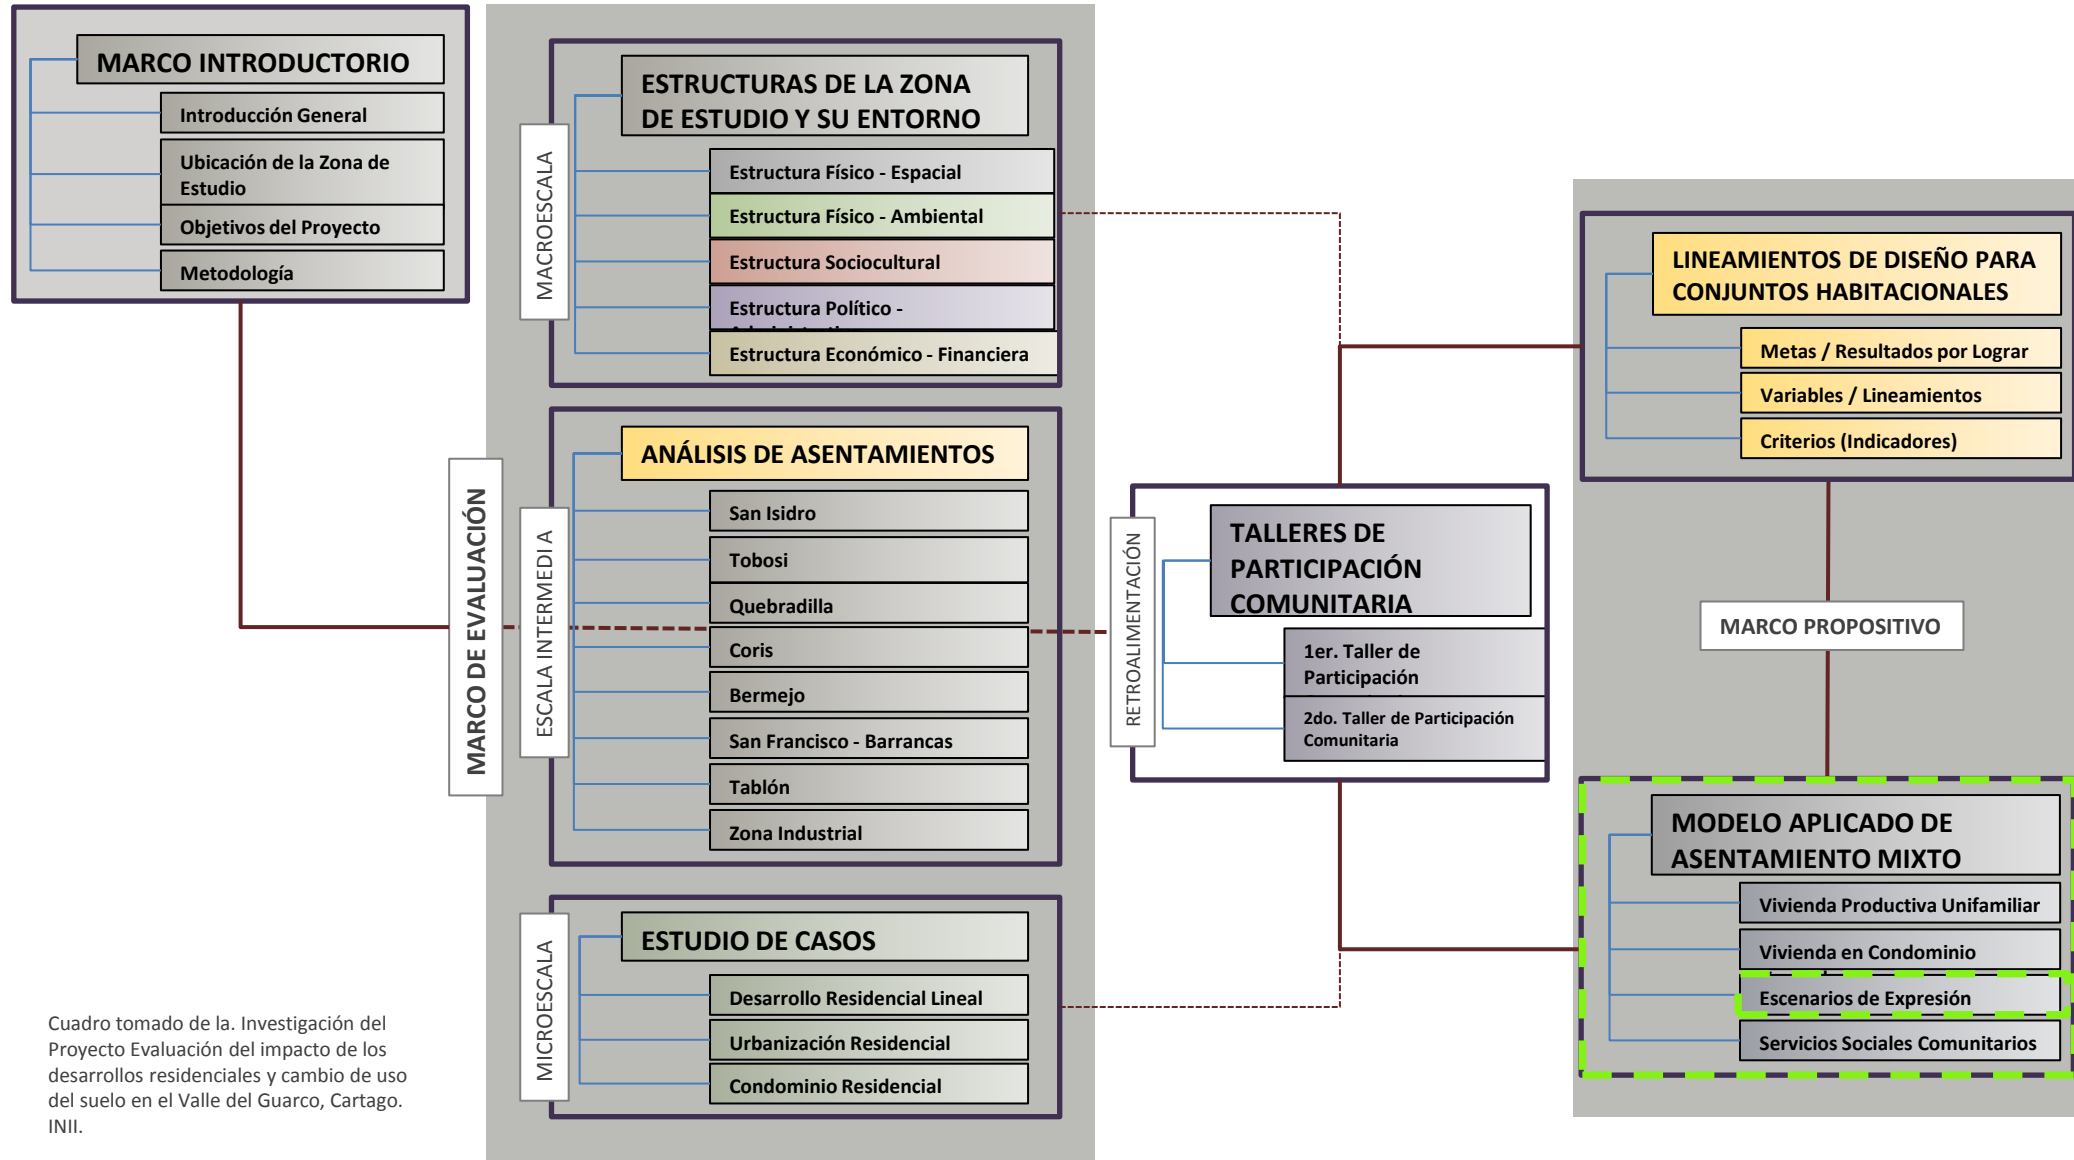 MARCO INTRODUCTORIO
Introducción General
Ubicación de la Zona de
Estudio
Objetivos del Proyecto
Metodología
MARCO DE EVALUACIÓN
MACROESCALA
ESTRUCTURAS DE LA ZONA
DE ESTUDIO Y SU ENTORNO
Estructura Físico - Espacial
Estructura Físico - Ambiental
Estructura Sociocultural
Estructura Político -
Estructura Económico - Financiera
ESCALA INTERMEDI A
ANÁLISIS DE ASENTAMIENTOS
San Isidro
Tobosi
Quebradilla
Coris
Bermejo
San Francisco - Barrancas
Tablón
Zona Industrial
MICROESCALA
ESTUDIO DE CASOS
Desarrollo Residencial Lineal
Urbanización Residencial
Condominio Residencial
RETROALIMENTACIÓN
TALLERES DE
PARTICIPACIÓN
COMUNITARIA
1er. Taller de
Participación
2do. Taller de Participación
Comunitaria
LINEAMIENTOS DE DISEÑO PARA
CONJUNTOS HABITACIONALES
Metas / Resultados por Lograr
Variables / Lineamientos
Criterios (Indicadores)
MARCO PROPOSITIVO
MODELO APLICADO DE
ASENTAMIENTO MIXTO
Vivienda Productiva Unifamiliar
Vivienda en Condominio
Escenarios de Expresión
Servicios Sociales Comunitarios
Cuadro tomado de la. Investigación del
Proyecto Evaluación del impacto de los
desarrollos residenciales y cambio de uso
del suelo en el Valle del Guarco, Cartago.
INII.